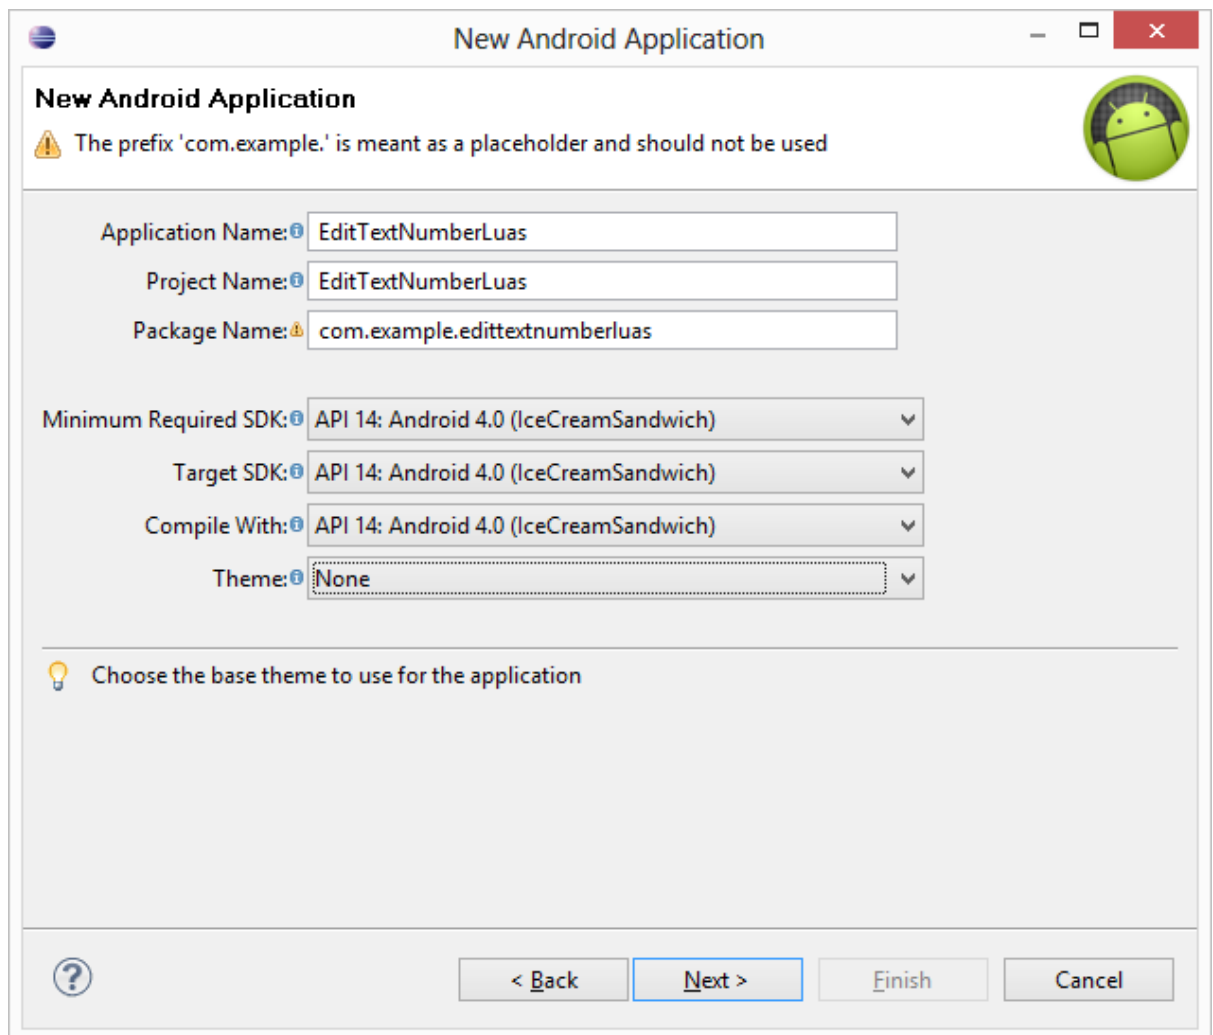 New Android Application
New Android Application
The prefix 'com.example.' is meant as a placeholder and should not be used
Application Name: EditTextNumberLuas
Project Name: EditTextNumberLuas
Package Name: com.example.edittextnumberluas
Minimum Required SDK: API 14: Android 4.0 (IceCreamSandwich)
Target SDK: API 14: Android 4.0 (IceCreamSandwich)
Compile With: API 14: Android 4.0 (IceCreamSandwich)
Theme: None
Choose the base theme to use for the application
? < Back Next > Finish Cancel